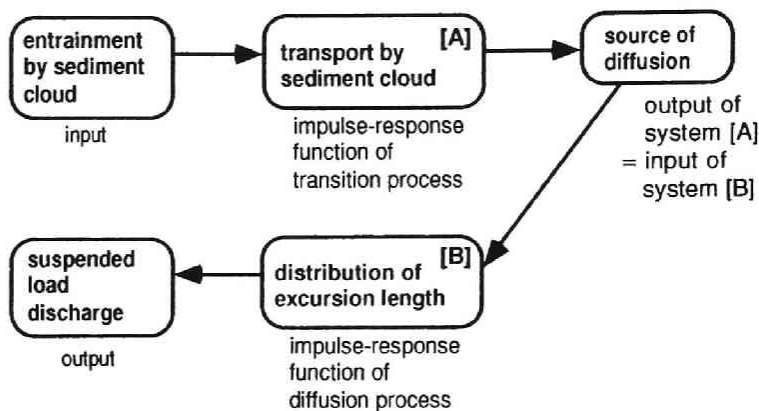 entrainment
by sediment
cloud
input
[A]
transport by
sediment cloud
impulse-response
function of
transition process
source of
diffusion
output of
system [A]
= input of
system [B]
[B]
distribution of
excursion length
impulse-response
function of
diffusion process
suspended
load
discharge
output